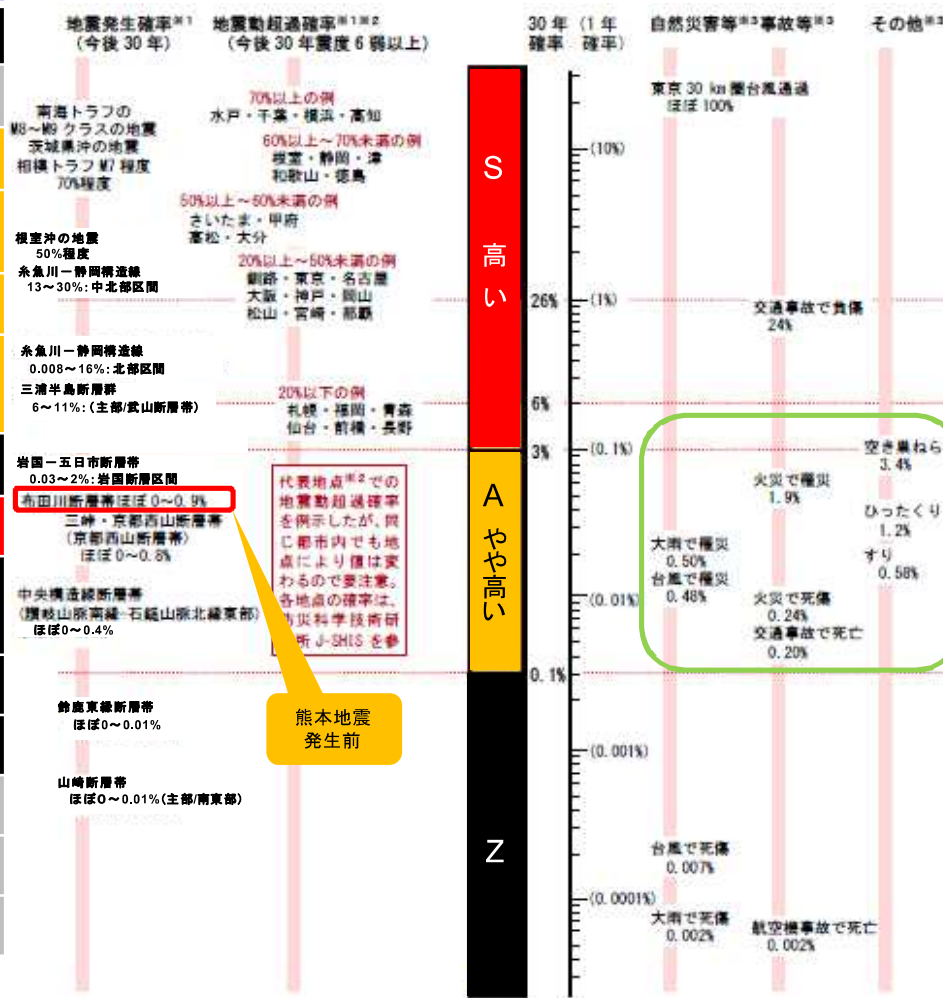 地震発生確率※1
(今後 30 年)
地震動超過確率※1※2
(今後 30 年震度 6 弱以上)
30 年
確率
(1 年
確率)
自然災害等※3
事故等※3
その他※3
南海トラフの
M8～M9 クラスの地震
茨城県沖の地震
相模トラフ M7 程度
70%程度
根室沖の地震
50%程度
糸魚川－静岡構造線
13～30%: 中北部区間
糸魚川－静岡構造線
0.008～16%: 北部区間
三浦半島断層群
6～11%: (主部/武山断層帯)
岩国－五日市断層帯
0.03～2%: 岩国断層区間
布田川断層帯ほぼ 0～0.9%
三峠・京都西山断層帯
(京都西山断層帯)
ほぼ 0～0.8%
中央構造線断層帯
(讃岐山脈南縁-石鎚山脈北縁東部)
ほぼ0～0.4%
鈴鹿東縁断層帯
ほぼ0～0.01%
山崎断層帯
ほぼ0～0.01%(主部/南東部)
70%以上の例
水戸・千葉・横浜・高知
60%以上～70%未満の例
根室・静岡・津
和歌山・徳島
50%以上～60%未満の例
さいたま・甲府
高松・大分
20%以上～50%未満の例
釧路・東京・名古屋
大阪・神戸・岡山
松山・宮崎・那覇
20%以下の例
札幌・福岡・青森
仙台・前橋・長野
代表地点※2での
地震動超過確率
を例示したが、同
じ都市内でも地
点により値は変
わるので要注意。
各地点の確率は、
防災科学技術研
究所 J-SHIS を参
熊本地震
発生前
S
高い
A
やや高い
Z
26%
6%
3%
0.1%
(10%)
(1%)
(0.1%)
(0.01%)
(0.001%)
(0.0001%)
東京 30 km 圏台風通過
ほぼ 100%
交通事故で負傷
24%
空き巣ねら
3.4%
火災で罹災
1.9%
ひったくり
1.2%
大雨で罹災
0.50%
すり
0.58%
台風で罹災
0.48%
火災で死傷
0.24%
交通事故で死亡
0.20%
台風で死傷
0.007%
大雨で死傷
0.002%
航空機事故で死亡
0.002%